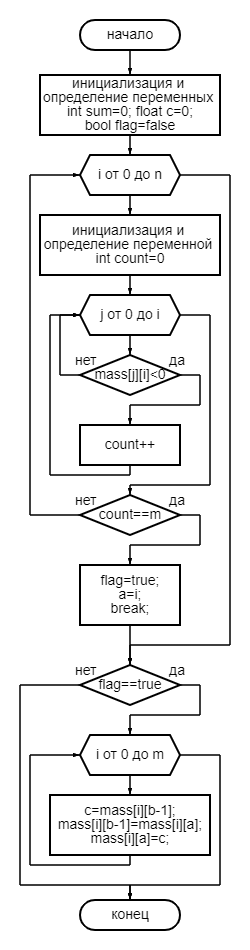 начало
инициализация и
определение переменных
int sum=0; float c=0;
bool flag=false
i от 0 до n
инициализация и
определение переменной
int count=0
j от 0 до i
нет
да
mass[j][i]<0
count++
нет
да
count==m
flag=true;
a=i;
break;
нет
да
flag==true
i от 0 до m
c=mass[i][b-1];
mass[i][b-1]=mass[i][a];
mass[i][a]=c;
конец